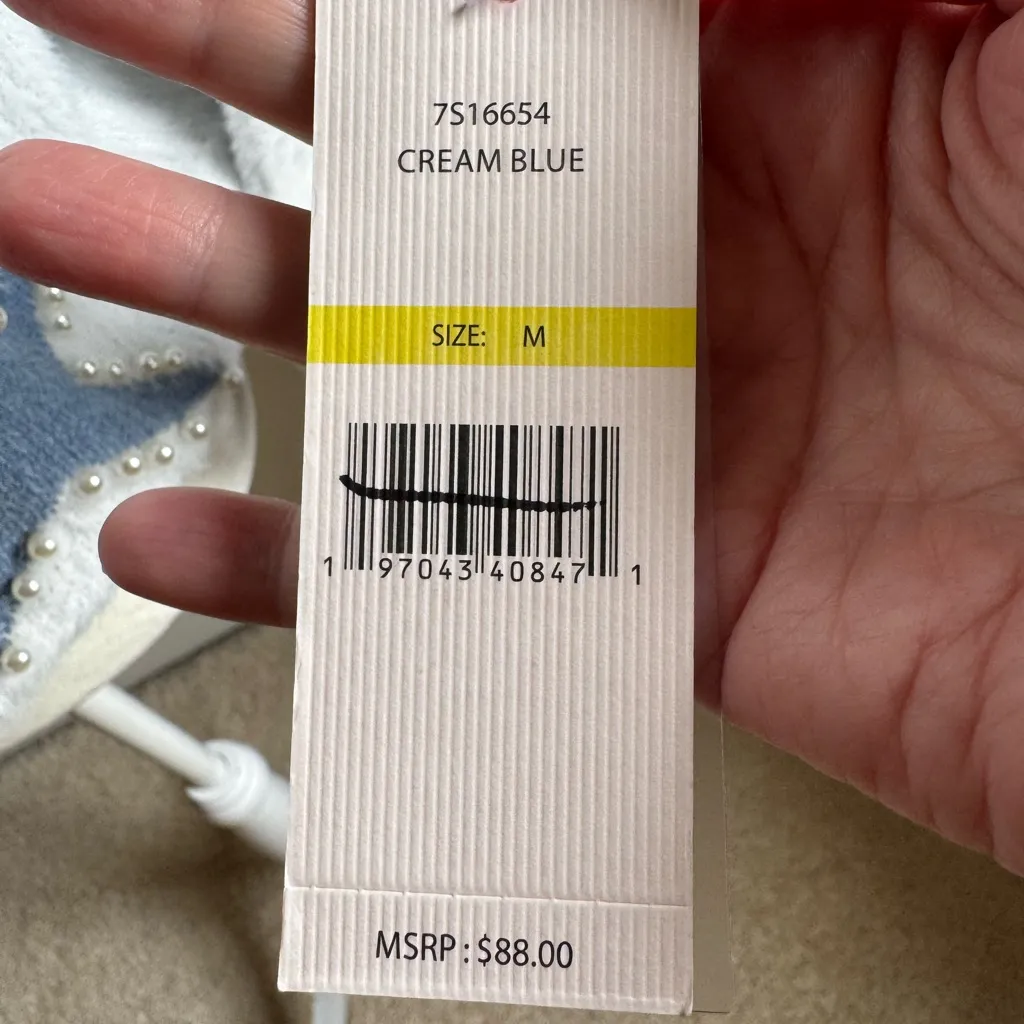 7S16654
CREAM BLUE
SIZE: M
1 97043 40847 1
MSRP : $88.00